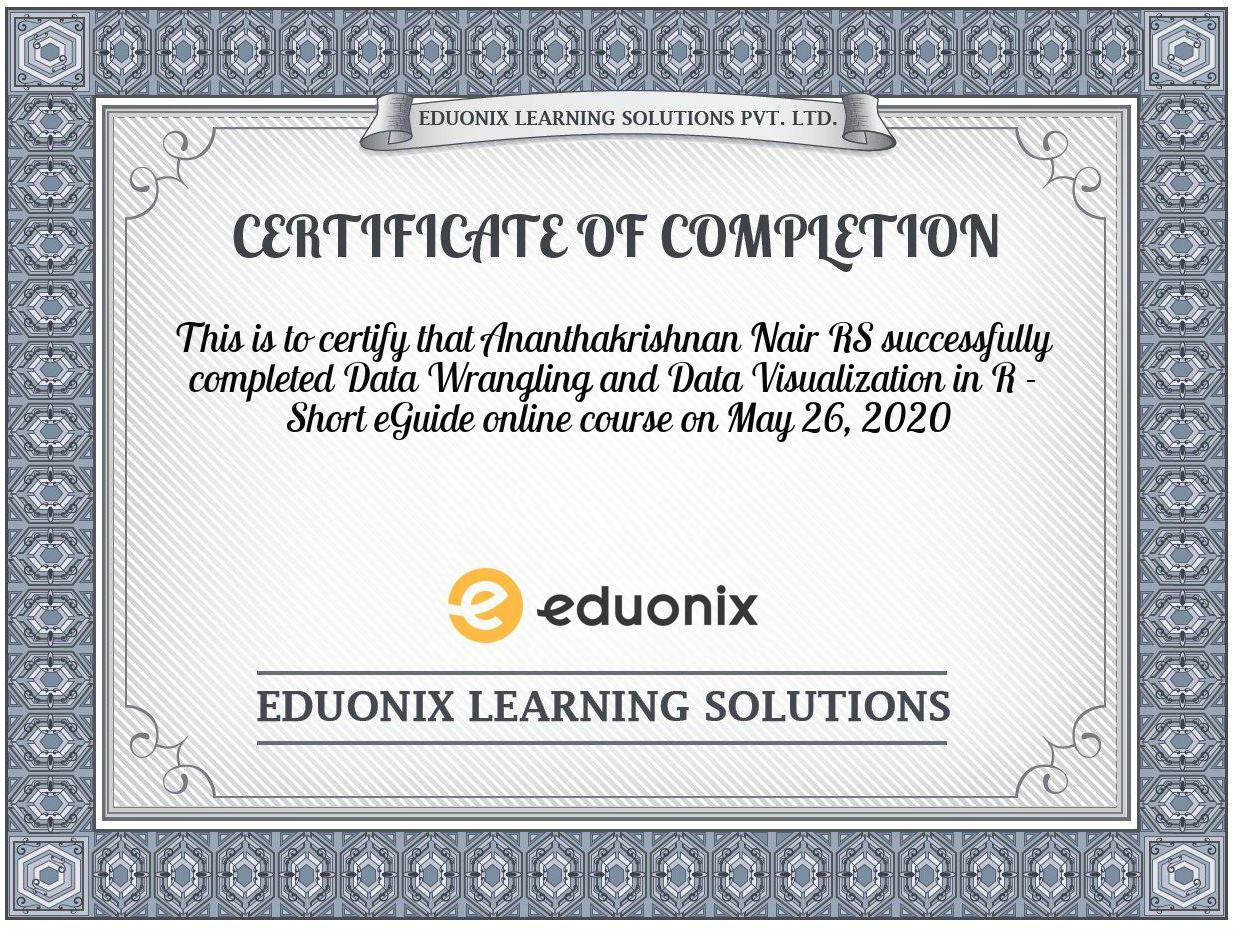 EDUONIX LEARNING SOLUTIONS PVT. LTD.
CERTIFICATE OF COMPLETION
This is to certify that Ananthakrishnan Nair RS successfully
completed Data Wrangling and Data Visualization in R -
Short eGuide online course on May 26, 2020
eduonix
EDUONIX LEARNING SOLUTIONS